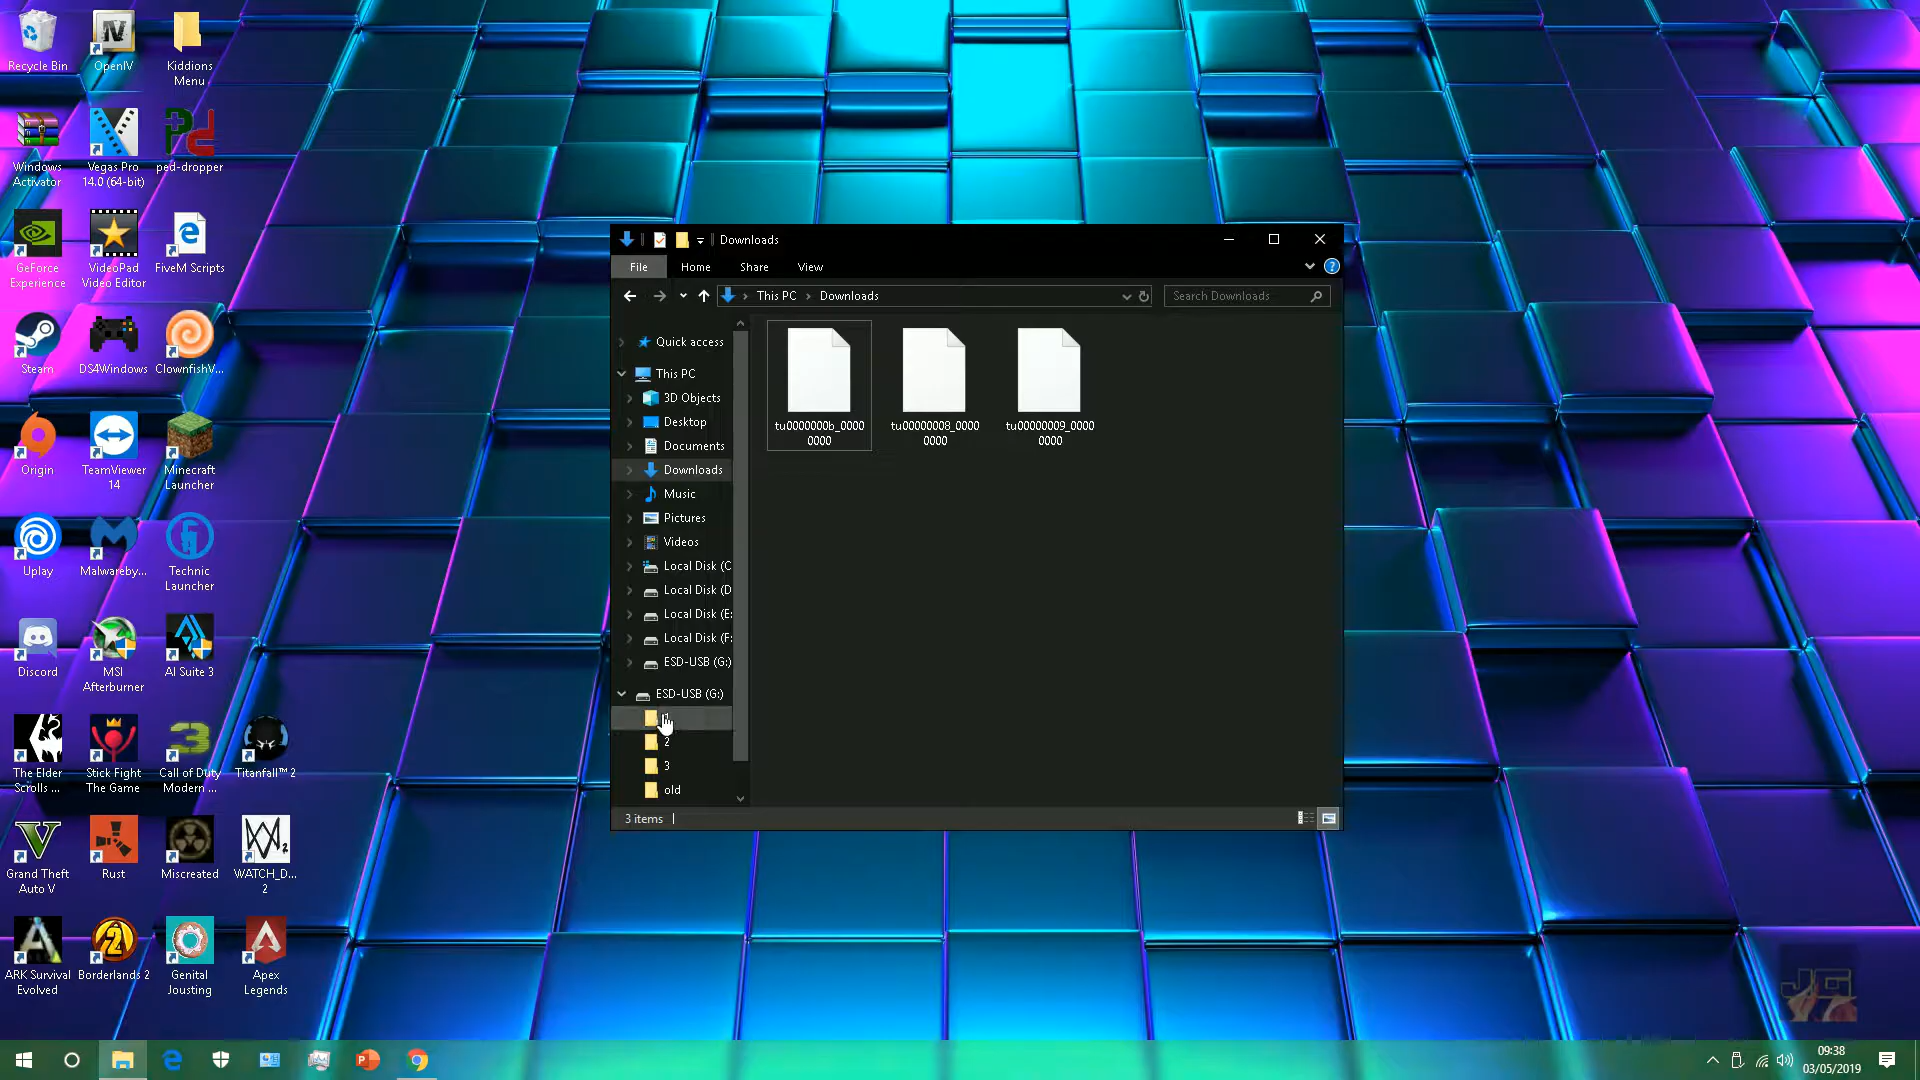 Recycle Bin
OpenIV
Kiddions
Menu
Windows
Activator
Vegas Pro
14.0 (64-bit)
ped-dropper
GeForce
Experience
VideoPad
Video Editor
FiveM Scripts
Steam
DS4Windows
ClownfishV...
Origin
TeamViewer
14
Minecraft
Launcher
Uplay
Malwareby...
Technic
Launcher
Discord
MSI
Afterburner
AI Suite 3
The Elder
Scrolls ...
Stick Fight
The Game
Call of Duty
Modern ...
Titanfall™ 2
Grand Theft
Auto V
Rust
Miscreated
WATCH_D...
2
ARK Survival
Evolved
Borderlands 2
Genital
Jousting
Apex
Legends
Downloads
File
Home
Share
View
This PC
Downloads
Search Downloads
Quick access
This PC
3D Objects
Desktop
Documents
Downloads
Music
Pictures
Videos
Local Disk (C
Local Disk (D
Local Disk (E:
Local Disk (F:
ESD-USB (G:)
ESD-USB (G:)
2
3
old
tu0000000b_0000
0000
tu00000008_0000
0000
tu00000009_0000
0000
3 items
JG
09:38
03/05/2019